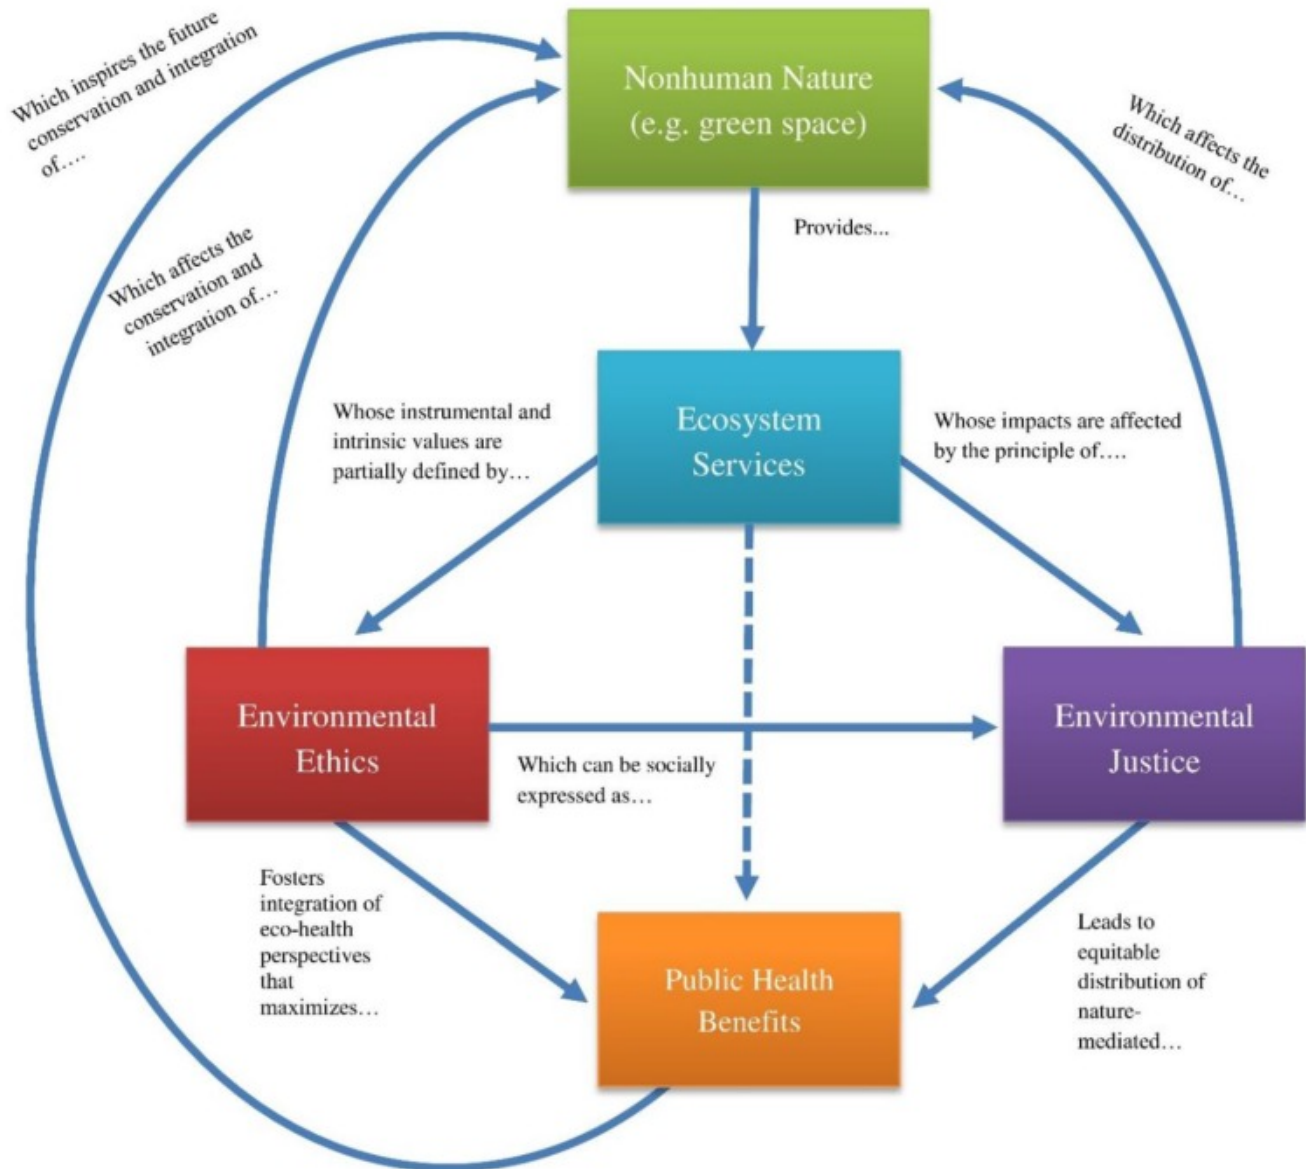 Which inspires the future
conservation and integration
of….
Nonhuman Nature
(e.g. green space)
Which affects the
distribution of…
Provides...
Which affects the
conservation and
integration of…
Whose instrumental and
intrinsic values are
partially defined by…
Ecosystem
Services
Whose impacts are affected
by the principle of….
Environmental
Ethics
Which can be socially
expressed as…
Environmental
Justice
Fosters
integration of
eco-health
perspectives
that
maximizes…
Public Health
Benefits
Leads to
equitable
distribution of
nature-
mediated…